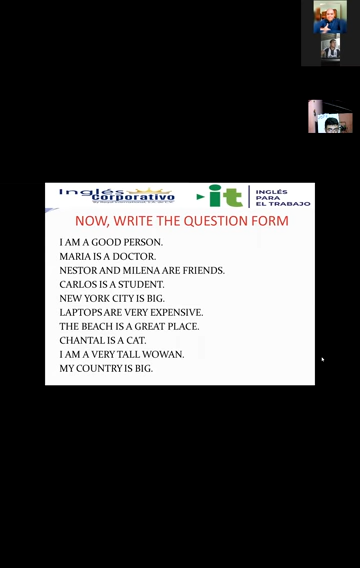 Inglés
Corporativo
it
INGLÉS
PARA
EL TRABAJO
NOW, WRITE THE QUESTION FORM
I AM A GOOD PERSON.
MARIA IS A DOCTOR.
NESTOR AND MILENA ARE FRIENDS.
CARLOS IS A STUDENT.
NEW YORK CITY IS BIG.
LAPTOPS ARE VERY EXPENSIVE.
THE BEACH IS A GREAT PLACE.
CHANTAL IS A CAT.
I AM A VERY TALL WOWAN.
MY COUNTRY IS BIG.